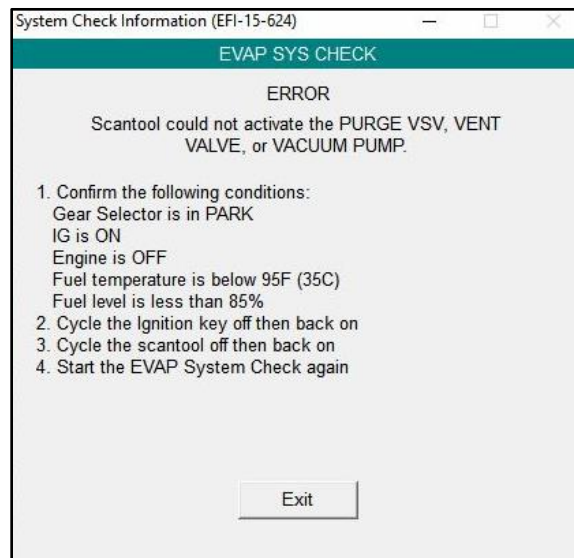 System Check Information (EFI-15-624)
EVAP SYS CHECK
ERROR
Scantool could not activate the PURGE VSV, VENT
VALVE, or VACUUM PUMP.
1. Confirm the following conditions:
Gear Selector is in PARK
IG is ON
Engine is OFF
Fuel temperature is below 95F (35C)
Fuel level is less than 85%
2. Cycle the Ignition key off then back on
3. Cycle the scantool off then back on
4. Start the EVAP System Check again
Exit